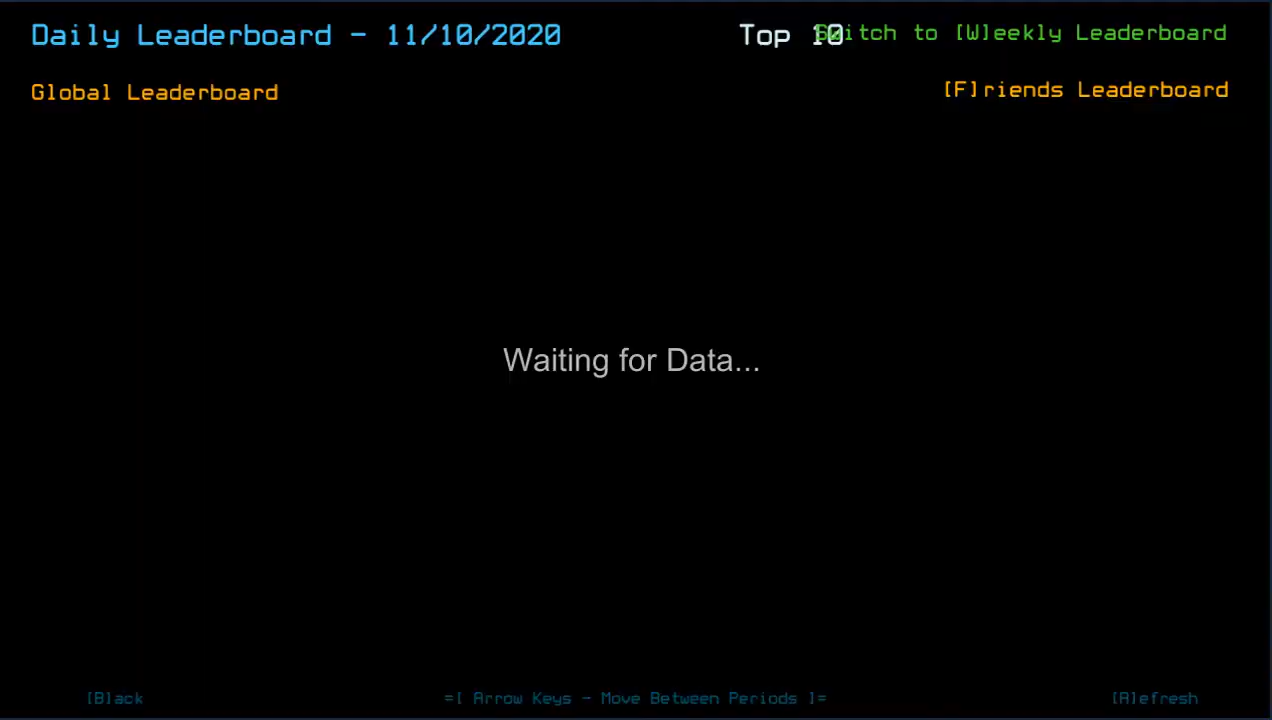 Daily Leaderboard - 11/10/2020
Top 10
Switch to [W]eekly Leaderboard
Global Leaderboard
[F]riends Leaderboard
Waiting for Data...
[B]ack
=[ Arrow Keys - Move Between Periods ]=
[R]efresh